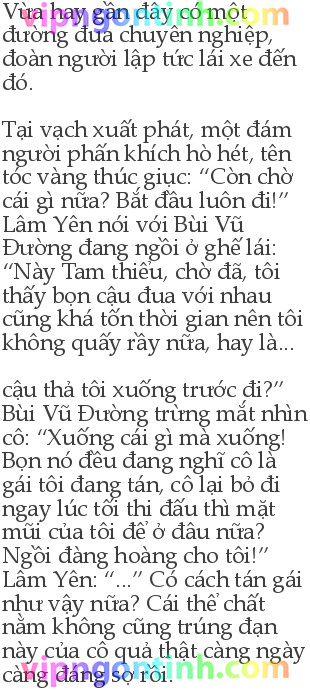 Vừa hay gần đây có một
đường đua chuyên nghiệp,
đoàn người lập tức lái xe đến
đó.
Tại vạch xuất phát, một đám
người phấn khích hò hét, tên
tóc vàng thúc giục: “Còn chờ
cái gì nữa? Bắt đầu luôn đi!”
Lâm Yên nói với Bùi Vũ
Đường đang ngồi ở ghế lái:
“Này Tam thiếu, chờ đã, tôi
thấy bọn cậu đua với nhau
cũng khá tốn thời gian nên tôi
không quấy rầy nữa, hay là...
cậu thả tôi xuống trước đi?”
Bùi Vũ Đường trừng mắt nhìn
cô: “Xuống cái gì mà xuống!
Bọn nó đều đang nghĩ cô là
gái tôi đang tán, cô lại bỏ đi
ngay lúc tôi thi đấu thì mặt
mũi của tôi để ở đâu nữa?
Ngồi đàng hoàng cho tôi!”
Lâm Yên: “...” Có cách tán gái
như vậy nữa? Cái thể chất
nằm không cũng trúng đạn
này của cô quả thật càng ngày
càng đáng sợ rồi.
vipngontinh.com
vipngontinh.com